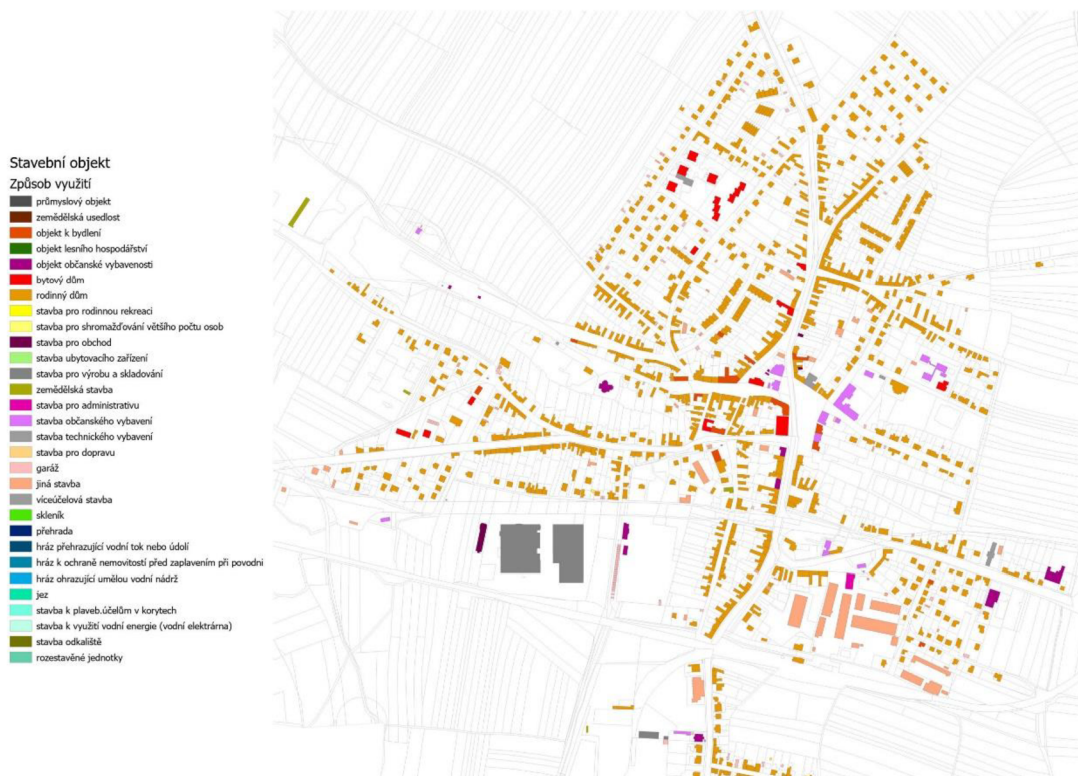 Stavební objekt
Způsob využití
průmyslový objekt
zemědělská usedlost
objekt k bydlení
objekt lesního hospodářství
objekt občanské vybavenosti
bytový dům
rodinný dům
stavba pro rodinnou rekreaci
stavba pro shromažďování většího počtu osob
stavba pro obchod
stavba ubytovacího zařízení
stavba pro výrobu a skladování
zemědělská stavba
stavba pro administrativu
stavba občanského vybavení
stavba technického vybavení
stavba pro dopravu
garáž
jiná stavba
víceúčelová stavba
skleník
přehrada
hráz přehrazující vodní tok nebo údolí
hráz k ochraně nemovitostí před zaplavením při povodni
hráz ohrazující umělou vodní nádrž
jez
stavba k plaveb.účelům v korytech
stavba k využití vodní energie (vodní elektrárna)
stavba odkaliště
rozestavěné jednotky